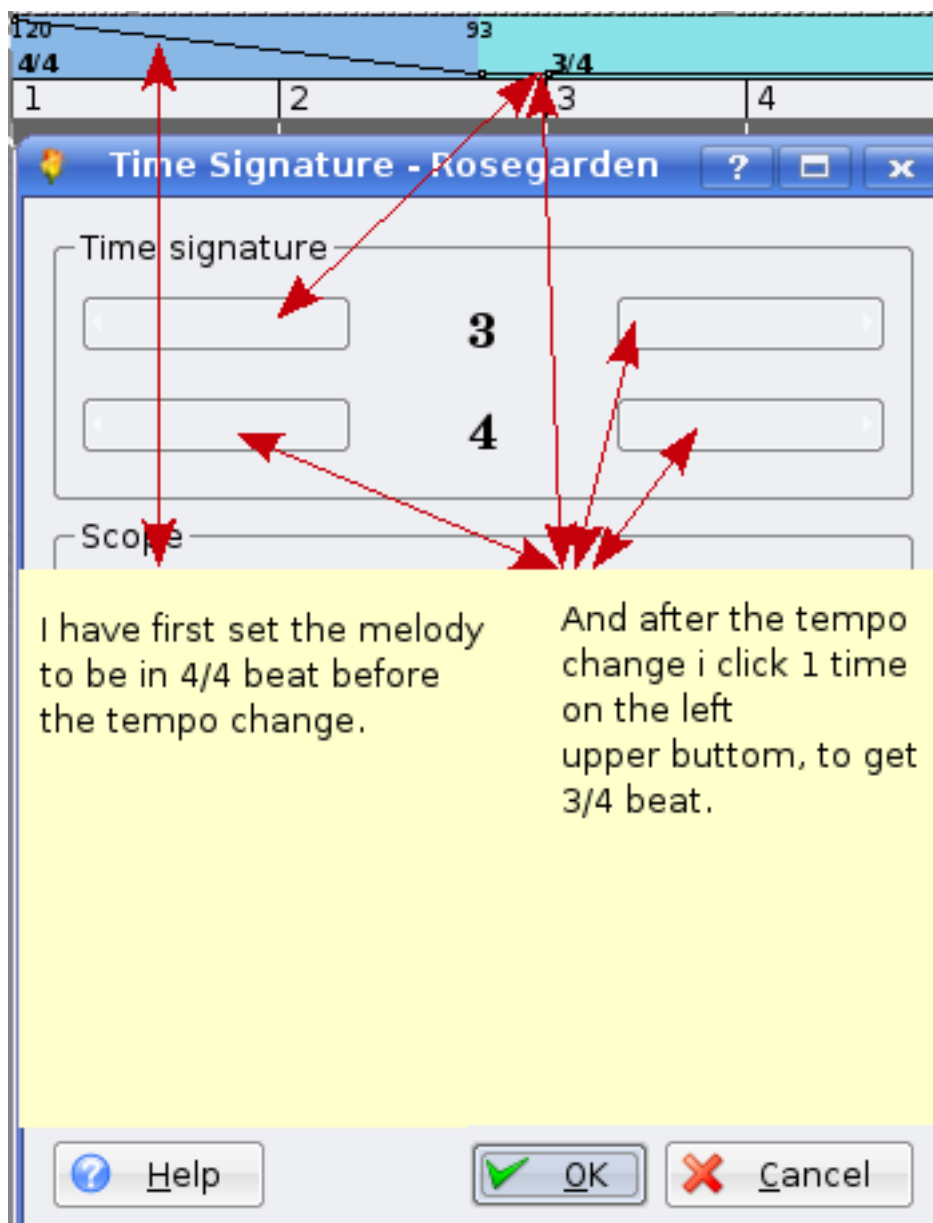 120 93
4/4 3/4
1 2 3 4
Time Signature - Rosegarden ?
Time signature
3
4
Scope
I have first set the melody
to be in 4/4 beat before
the tempo change.
And after the tempo
change i click 1 time
on the left
upper buttom, to get
3/4 beat.
? Help OK Cancel